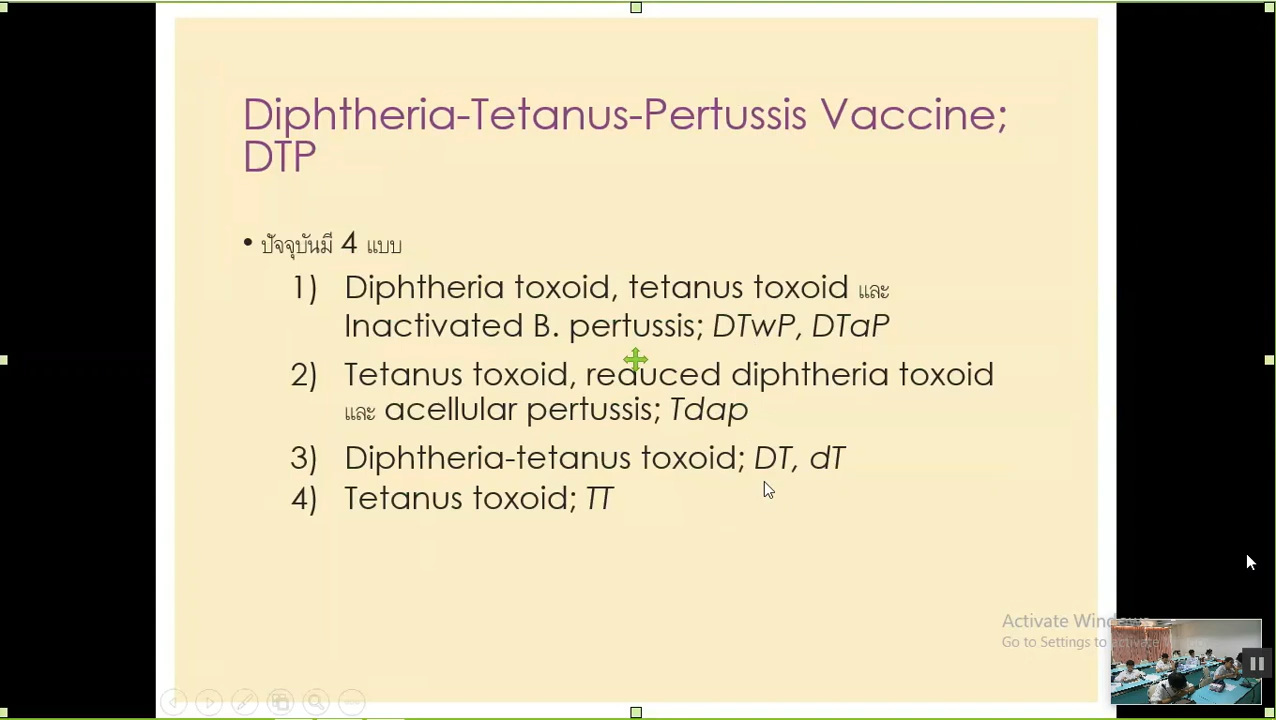 Diphtheria-Tetanus-Pertussis Vaccine;
DTP
• ปัจจุบันมี 4 แบบ
1) Diphtheria toxoid, tetanus toxoid และ
Inactivated B. pertussis; DTwP, DTaP
2) Tetanus toxoid, reduced diphtheria toxoid
และ acellular pertussis; Tdap
3) Diphtheria-tetanus toxoid; DT, dT
4) Tetanus toxoid; TT
Activate Windows
Go to Settings to activate